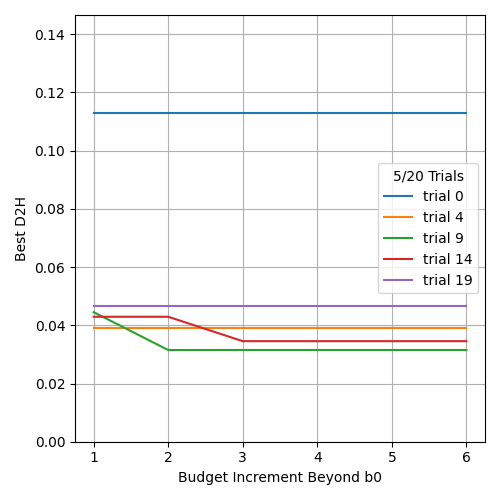 0.14
0.12
0.10
0.08
0.06
0.04
0.02
0.00
Best D2H
5/20 Trials
trial 0
trial 4
trial 9
trial 14
trial 19
1 2 3 4 5 6
Budget Increment Beyond b0